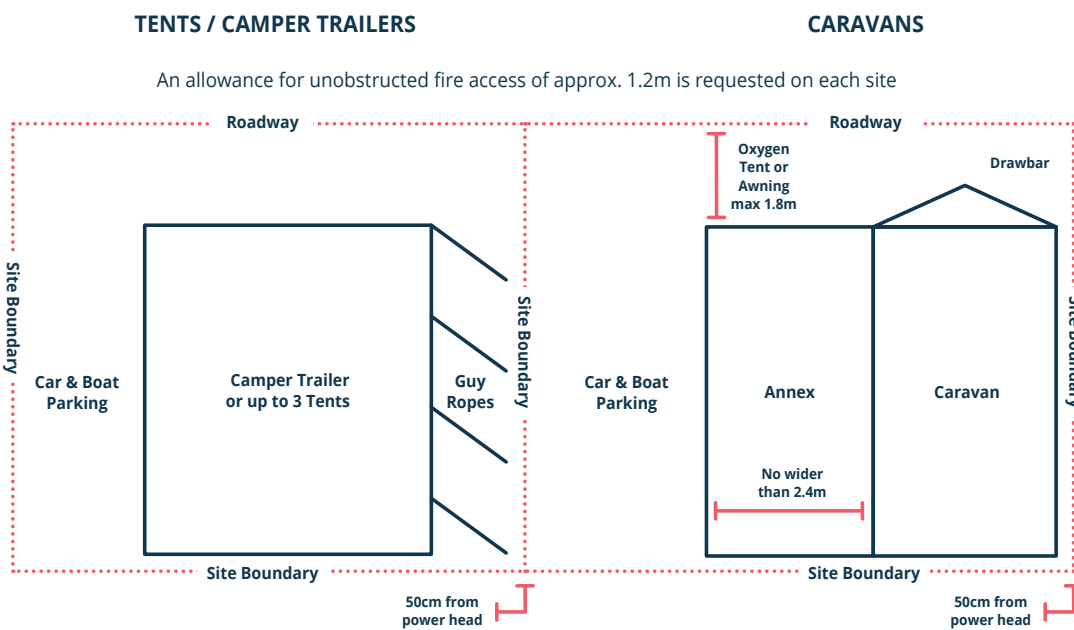 TENTS / CAMPER TRAILERS
CARAVANS
An allowance for unobstructed fire access of approx. 1.2m is requested on each site
Roadway
Roadway
Oxygen
Tent or
Awning
max 1.8m
Drawbar
Site Boundary
Car & Boat
Parking
Camper Trailer
or up to 3 Tents
Guy
Ropes
Site Boundary
Car & Boat
Parking
Annex
Caravan
Site Boundary
No wider
than 2.4m
Site Boundary
Site Boundary
50cm from
power head
50cm from
power head